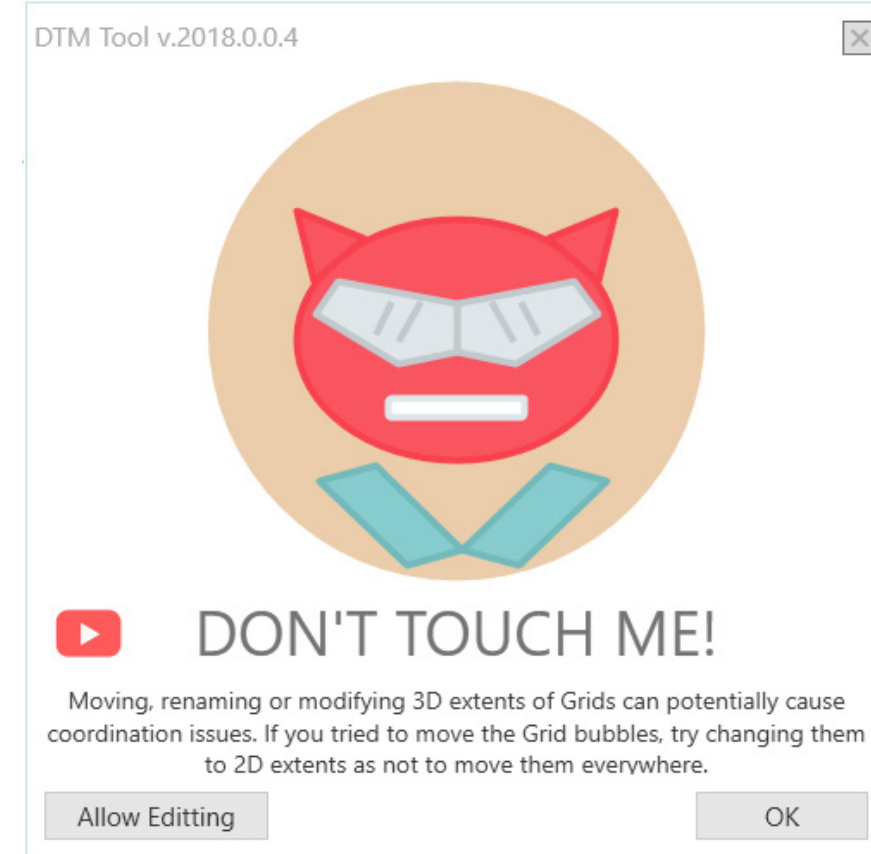 DTM Tool v.2018.0.0.4
DON'T TOUCH ME!
Moving, renaming or modifying 3D extents of Grids can potentially cause
coordination issues. If you tried to move the Grid bubbles, try changing them
to 2D extents as not to move them everywhere.
Allow Editting
OK